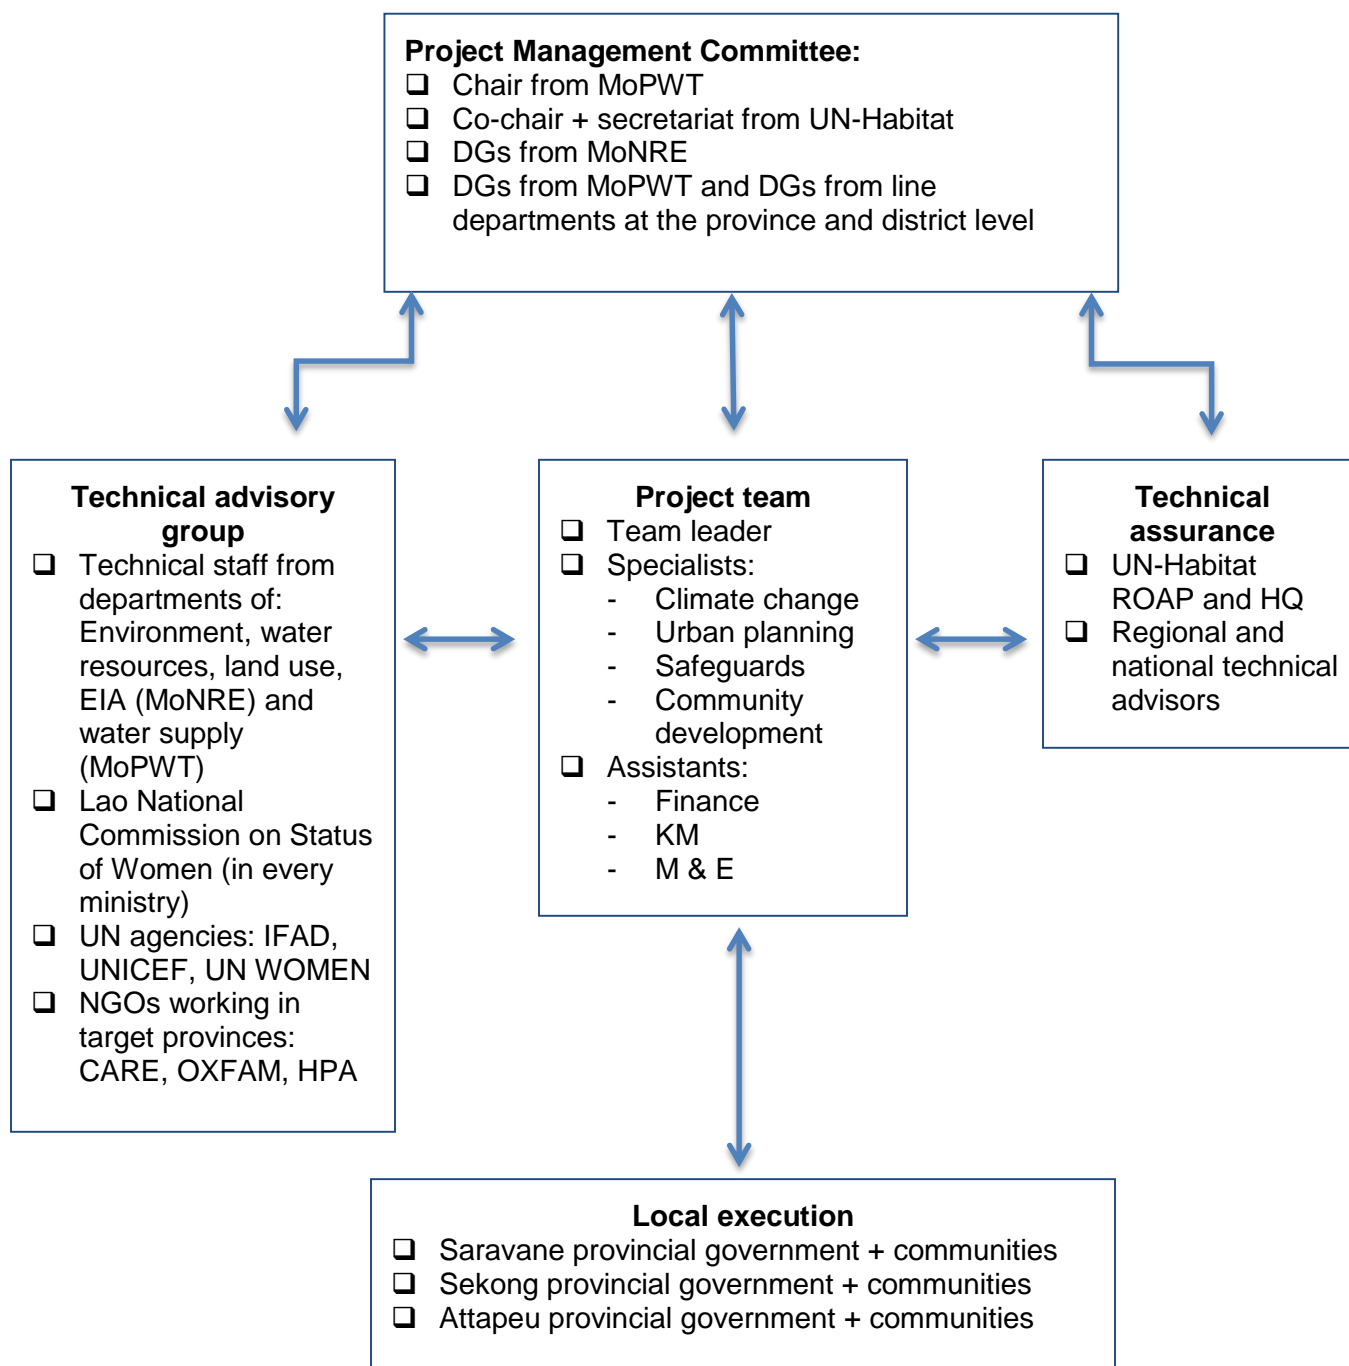 Project Management Committee:
❑ Chair from MoPWT
❑ Co-chair + secretariat from UN-Habitat
❑ DGs from MoNRE
❑ DGs from MoPWT and DGs from line
departments at the province and district level
Technical advisory
group
❑ Technical staff from
departments of:
Environment, water
resources, land use,
EIA (MoNRE) and
water supply
(MoPWT)
❑ Lao National
Commission on Status
of Women (in every
ministry)
❑ UN agencies: IFAD,
UNICEF, UN WOMEN
❑ NGOs working in
target provinces:
CARE, OXFAM, HPA
Project team
❑ Team leader
❑ Specialists:
- Climate change
- Urban planning
- Safeguards
- Community
development
❑ Assistants:
- Finance
- KM
- M & E
Technical
assurance
❑ UN-Habitat
ROAP and HQ
❑ Regional and
national technical
advisors
Local execution
❑ Saravane provincial government + communities
❑ Sekong provincial government + communities
❑ Attapeu provincial government + communities